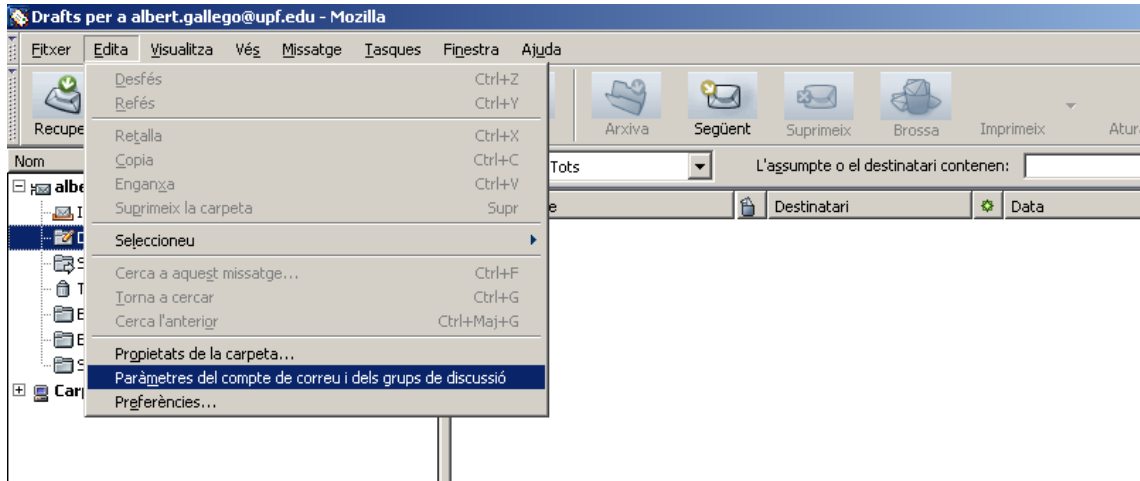 Drafts per a albert.gallego@upf.edu - Mozilla
Fitxer Edita Visualitza Vés Missatge Tasques Finestra Ajuda
Arxiva Següent Suprimeix Brossa Imprimeix
Nom
Tots L'assumpte o el destinatari contenen:
Destinatari Data
Desfés Ctrl+Z
Refés Ctrl+Y
Retalla Ctrl+X
Copia Ctrl+C
Enganxa Ctrl+V
Suprimeix la carpeta Supr
Seleccioneu
Cerca a aquest missatge... Ctrl+F
Torna a cercar Ctrl+G
Cerca l'anterior Ctrl+Maj+G
Propietats de la carpeta...
Paràmetres del compte de correu i dels grups de discussió
Preferències...